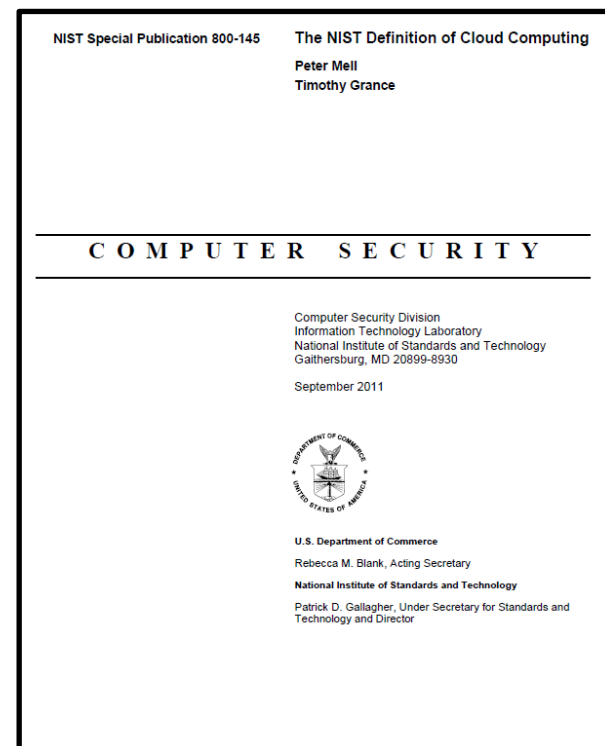 NIST Special Publication 800-145
The NIST Definition of Cloud Computing
Peter Mell
Timothy Grance
COMPUTER SECURITY
Computer Security Division
Information Technology Laboratory
National Institute of Standards and Technology
Gaithersburg, MD 20899-8930
September 2011
DEPARTMENT OF COMMERCE
UNITED STATES OF AMERICA
U.S. Department of Commerce
Rebecca M. Blank, Acting Secretary
National Institute of Standards and Technology
Patrick D. Gallagher, Under Secretary for Standards and
Technology and Director